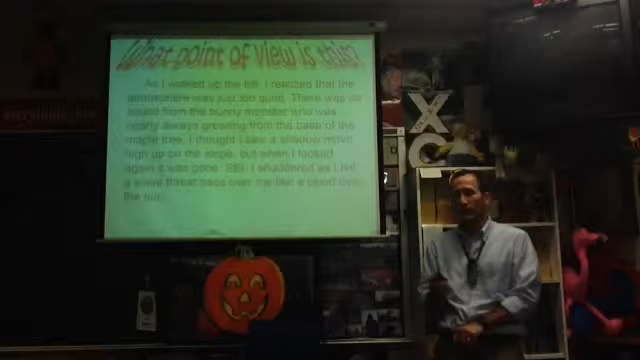 What point of view is this?
As I walked up the hill, I realized that the
atmosphere was just too quiet. There was no
sound from the bunny monster who was
nearly always growling from the base of the
maple tree. I thought I saw a shadow move
high up on the slope, but when I looked
again it was gone. Still, I shuddered as I felt
a silent threat pass over me like a cloud over
the sun.
X
C